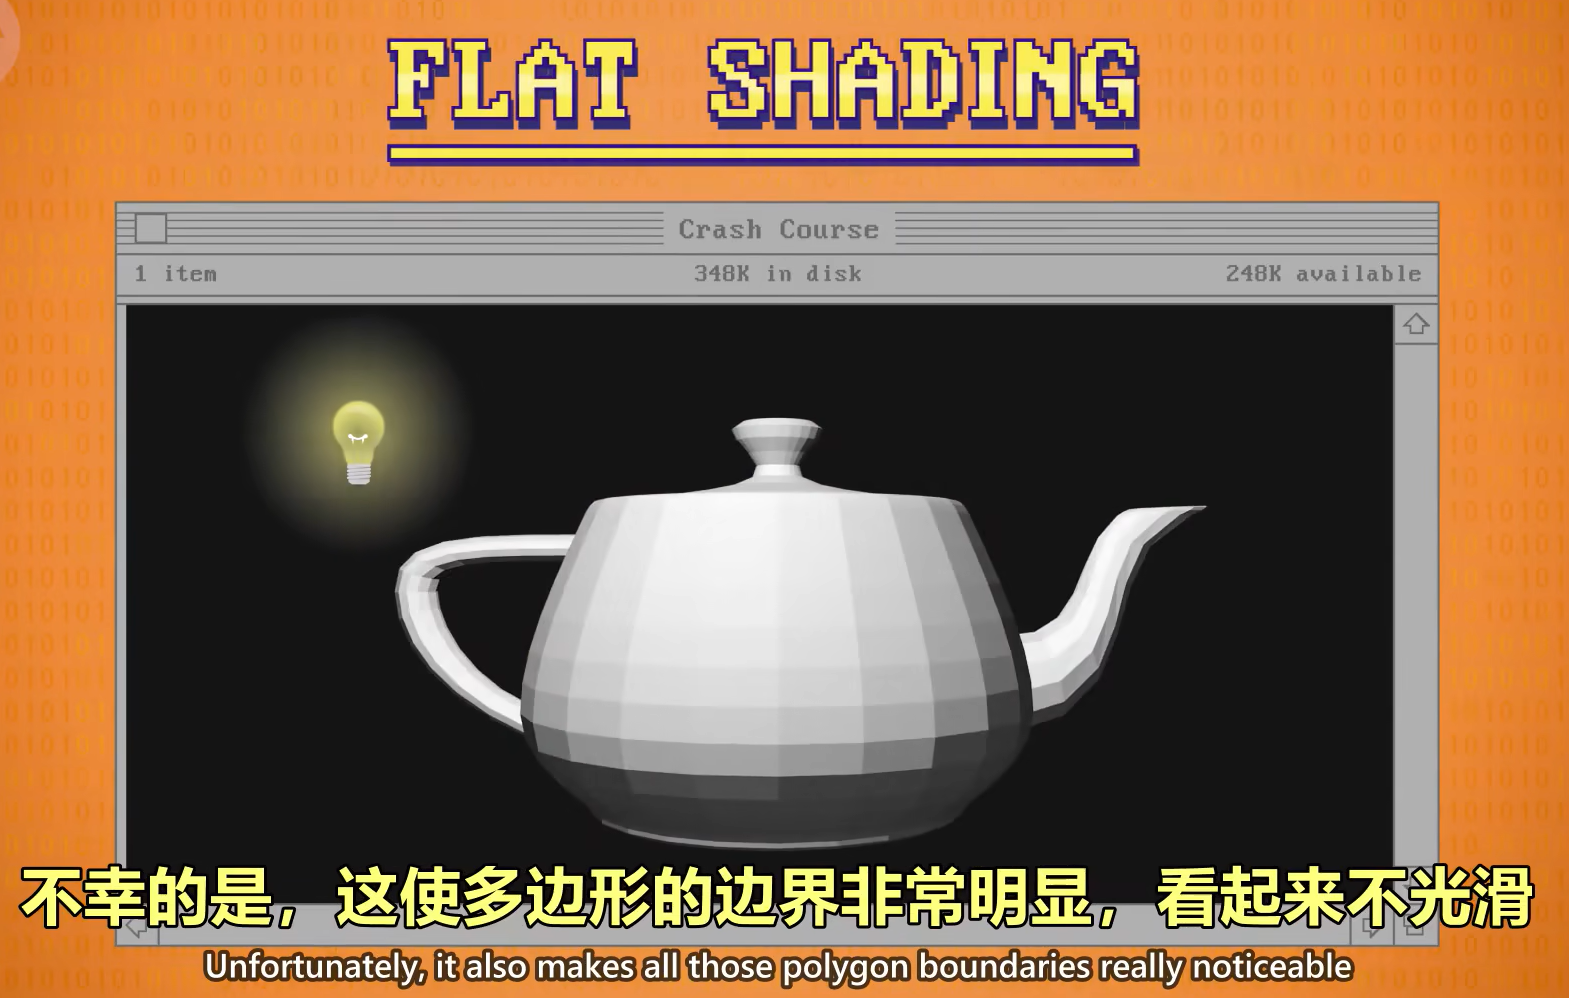 FLAT SHADING
Crash Course
1 item 348K in disk 248K available
不幸的是，这使多边形的边界非常明显，看起来不光滑
Unfortunately, it also makes all those polygon boundaries really noticeable